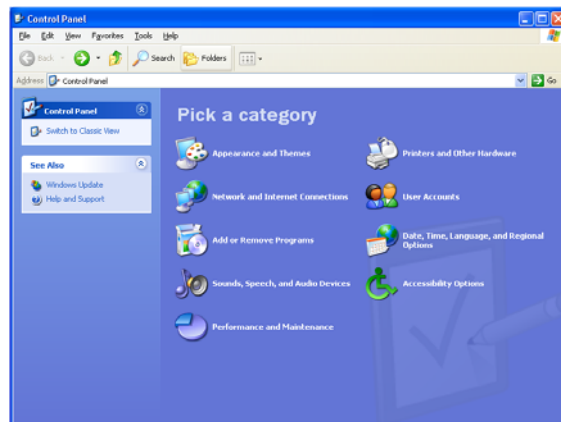 Control Panel
File Edit View Favorites Tools Help
Back Search Folders
Address Control Panel Go
Control Panel
Switch to Classic View
See Also
Windows Update
Help and Support
Pick a category
Appearance and Themes
Printers and Other Hardware
Network and Internet Connections
User Accounts
Add or Remove Programs
Date, Time, Language, and Regional
Options
Sounds, Speech, and Audio Devices
Accessibility Options
Performance and Maintenance